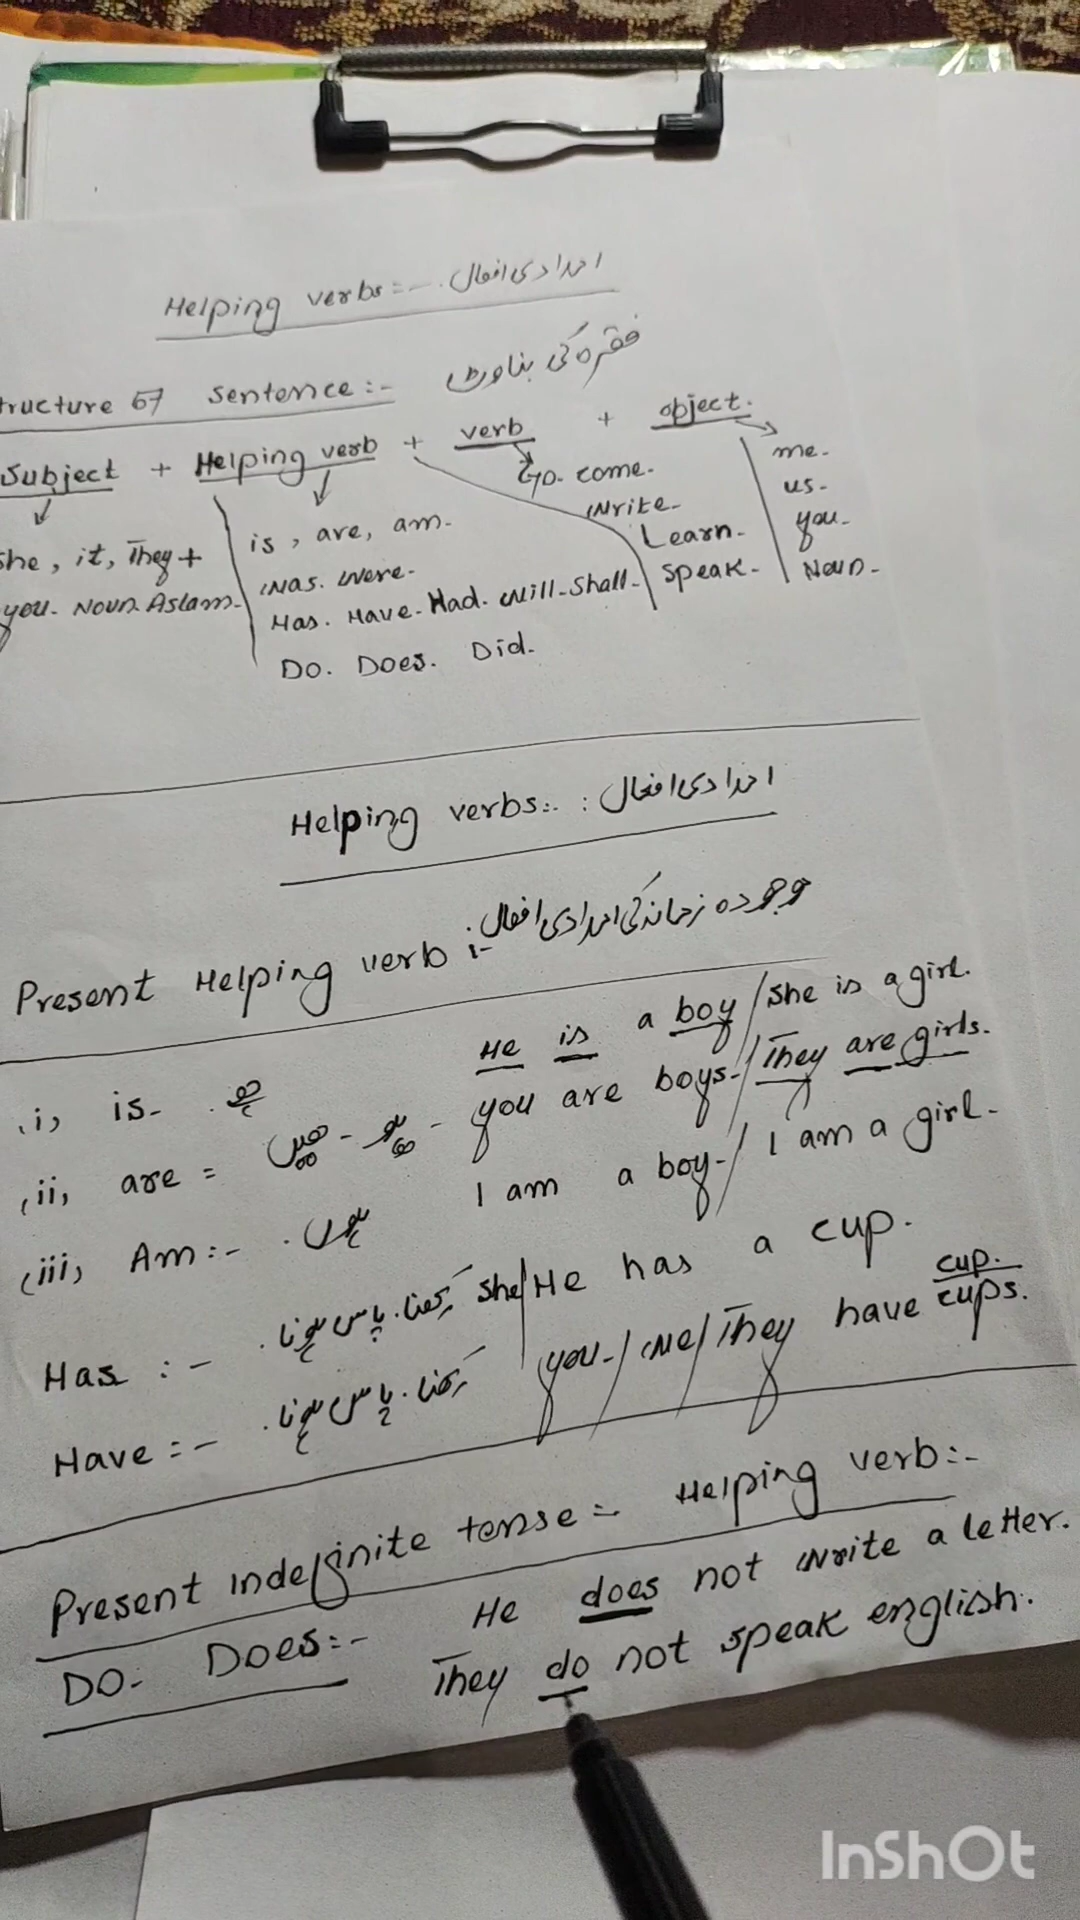 Helping verbs:- امدادی افعال
tructure of sentence:- فقرہ کی بناوٹ
Subject + Helping verb + verb + object.
she, it, They +
you. Noun. Aslam.
is, are, am.
Was. Were.
Has. Have. Had. Will. Shall.
Do. Does. Did.
Go. come.
Write.
Learn.
Speak.
me.
us.
you.
Noun.
Helping verbs:. : امدادی افعال
Present Helping verb :- موجودہ زمانہ کی امدادی افعال
(i) is- ہے. He is a boy / She is a girl.
(ii) are = ہیں - ہو - you are boys / They are girls.
(iii) Am:- ہوں. I am a boy / I am a girl.
Has :- رکھنا. پاس ہونا. She/He has a cup.
Have:- رکھنا. پاس ہونا. you / We / They have cup. cups.
Present indefinite tense:- Helping verb:-
Do. Does:- He does not write a letter.
They do not speak english.
InShOt